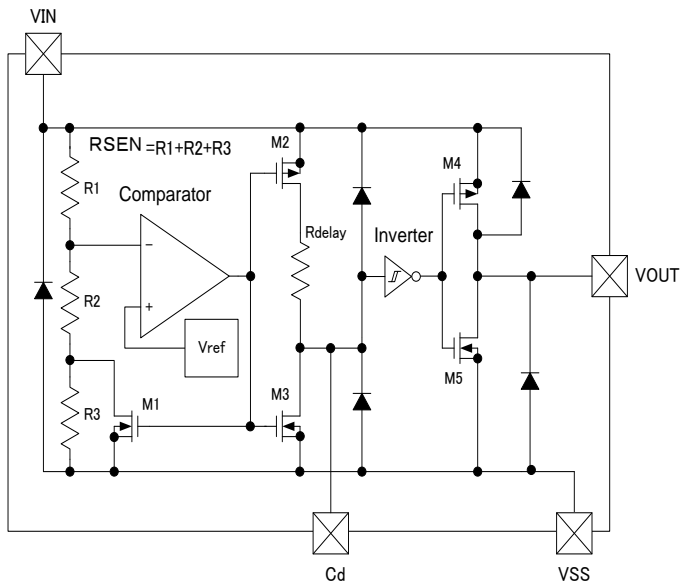 VIN
RSEN =R1+R2+R3
M2
M4
R1
Comparator
Rdelay
Inverter
−
VOUT
R2
+
Vref
M5
R3
M1
M3
Cd
VSS